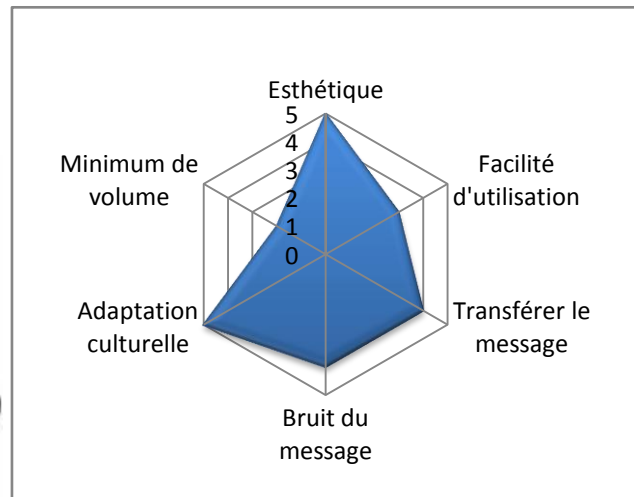 Esthétique
5
4
3
2
1
0
Facilité
d'utilisation
Transférer le
message
Bruit du
message
Adaptation
culturelle
Minimum de
volume